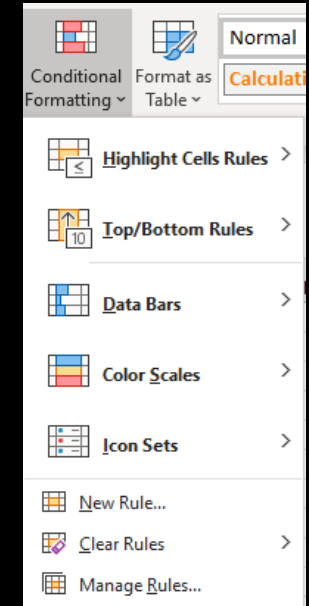 Normal
Conditional Formatting
Format as Table
Highlight Cells Rules
≤
Top/Bottom Rules
10
Data Bars
Color Scales
Icon Sets
New Rule...
Clear Rules
Manage Rules...